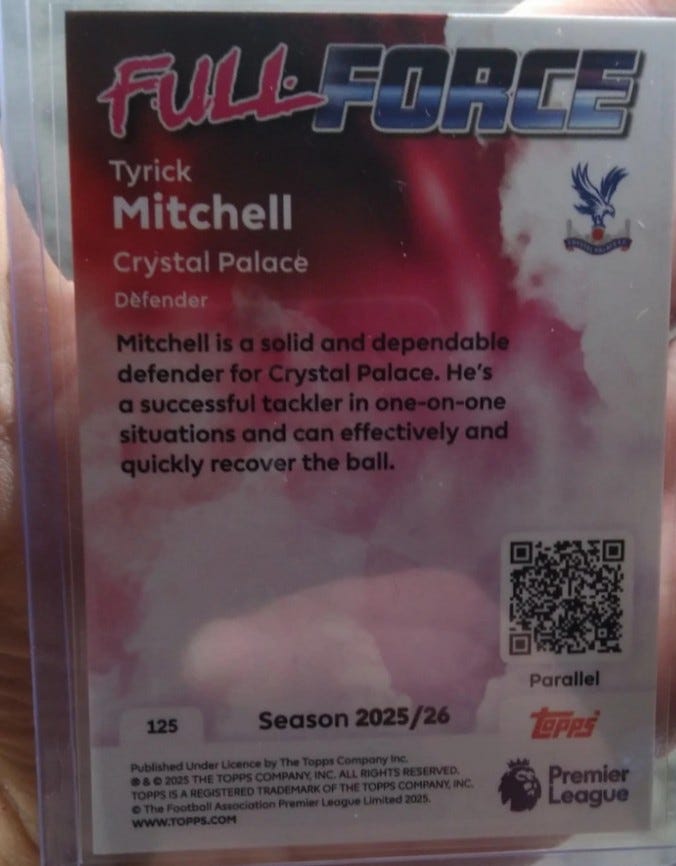 FULL FORCE
Tyrick
Mitchell
Crystal Palace
Defender
Mitchell is a solid and dependable
defender for Crystal Palace. He's
a successful tackler in one-on-one
situations and can effectively and
quickly recover the ball.
Parallel
125
Season 2025/26
topps
Published Under Licence by The Topps Company Inc.
® & © 2025 THE TOPPS COMPANY, INC. ALL RIGHTS RESERVED.
TOPPS IS A REGISTERED TRADEMARK OF THE TOPPS COMPANY, INC.
© The Football Association Premier League Limited 2025.
WWW.TOPPS.COM
Premier
League